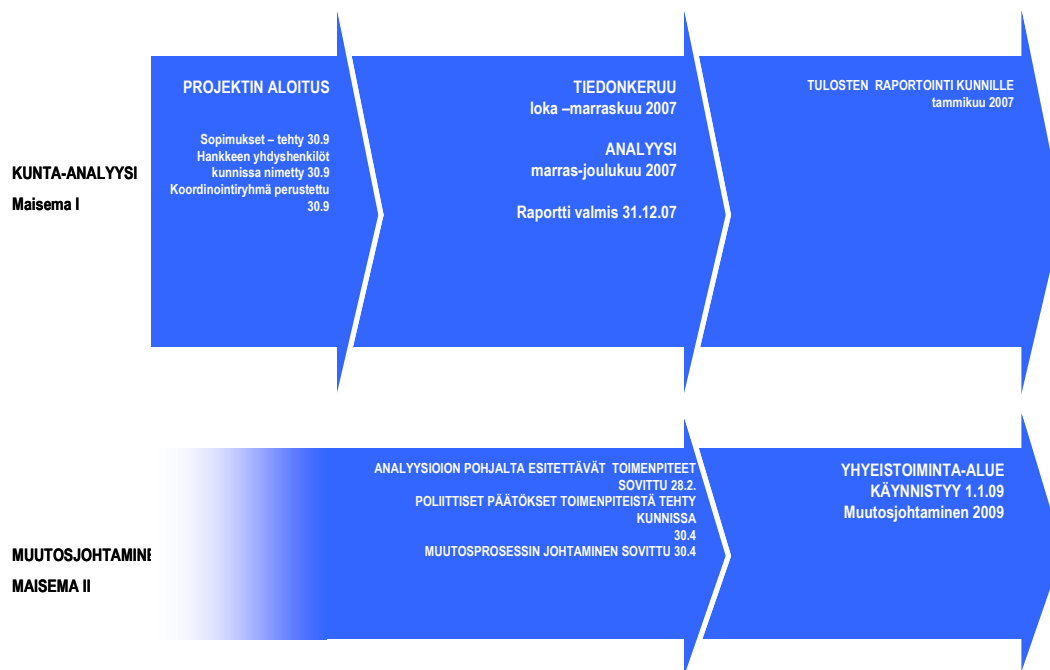 KUNTA-ANALYYSI
Maisema I
PROJEKTIN ALOITUS
Sopimukset – tehty 30.9
Hankkeen yhdyshenkilöt
kunnissa nimetty 30.9
Koordinointiryhmä perustettu
30.9
TIEDONKERUU
loka –marraskuu 2007
ANALYYSI
marras-joulukuu 2007
Raportti valmis 31.12.07
TULOSTEN RAPORTOINTI KUNNILLE
tammikuu 2007
MUUTOSJOHTAMINE
MAISEMA II
ANALYYSIOION POHJALTA ESITETTÄVÄT TOIMENPITEET
SOVITTU 28.2.
POLIITTISET PÄÄTÖKSET TOIMENPITEISTÄ TEHTY
KUNNISSA
30.4
MUUTOSPROSESSIN JOHTAMINEN SOVITTU 30.4
YHYEISTOIMINTA-ALUE
KÄYNNISTYY 1.1.09
Muutosjohtaminen 2009